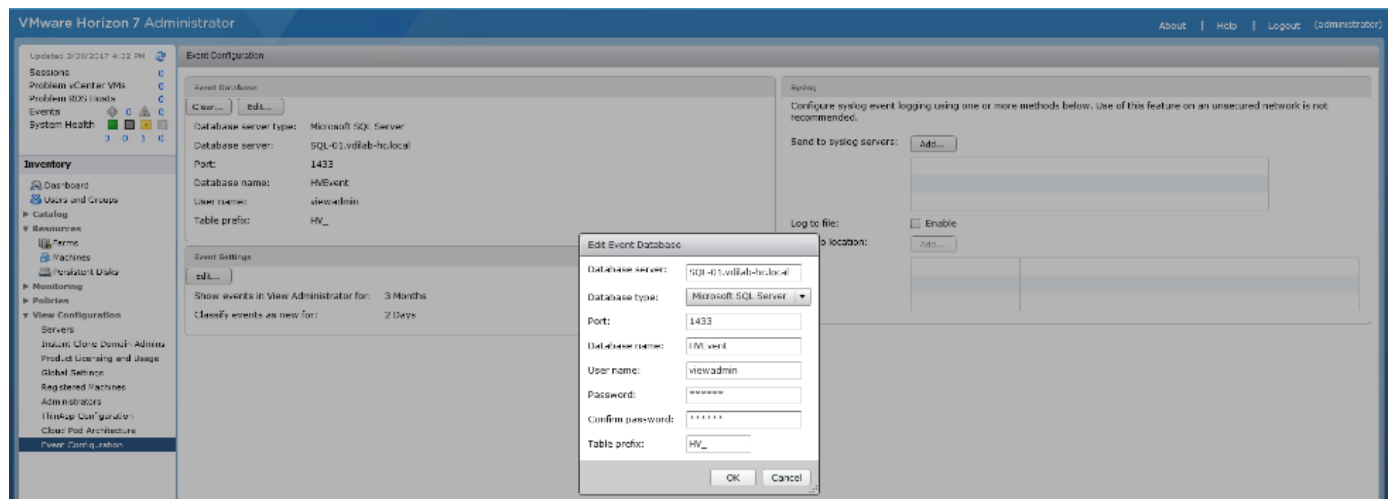 VMware Horizon 7 Administrator
About | Help | Logout (administrator)
Updated 3/30/2017 4:32 PM
Sessions 0
Problem vCenter VMs 0
Problem RDS Hosts 0
Events 0 0
System Health
3 0 1 0
Inventory
Dashboard
Users and Groups
Catalog
Resources
Farms
Machines
Persistent Disks
Monitoring
Policies
View Configuration
Servers
Instant Clone Domain Admins
Product Licensing and Usage
Global Settings
Registered Machines
Administrators
ThinApp Configuration
Cloud Pod Architecture
Event Configuration
Event Configuration
Event Database
Clear... Edit...
Database server type: Microsoft SQL Server
Database server: SQL-01.vdilab-hc.local
Port: 1433
Database name: HVEvent
User name: viewadmin
Table prefix: HV_
Event Settings
Edit...
Show events in View Administrator for: 3 Months
Classify events as new for: 2 Days
Syslog
Configure syslog event logging using one or more methods below. Use of this feature on an unsecured network is not
recommended.
Send to syslog servers: Add...
Log to file: Enable
location: Add...
Edit Event Database
Database server: SQL-01.vdilab-hc.local
Database type: Microsoft SQL Server
Port: 1433
Database name: HVEvent
User name: viewadmin
Password: ******
Confirm password: ******
Table prefix: HV_
OK Cancel